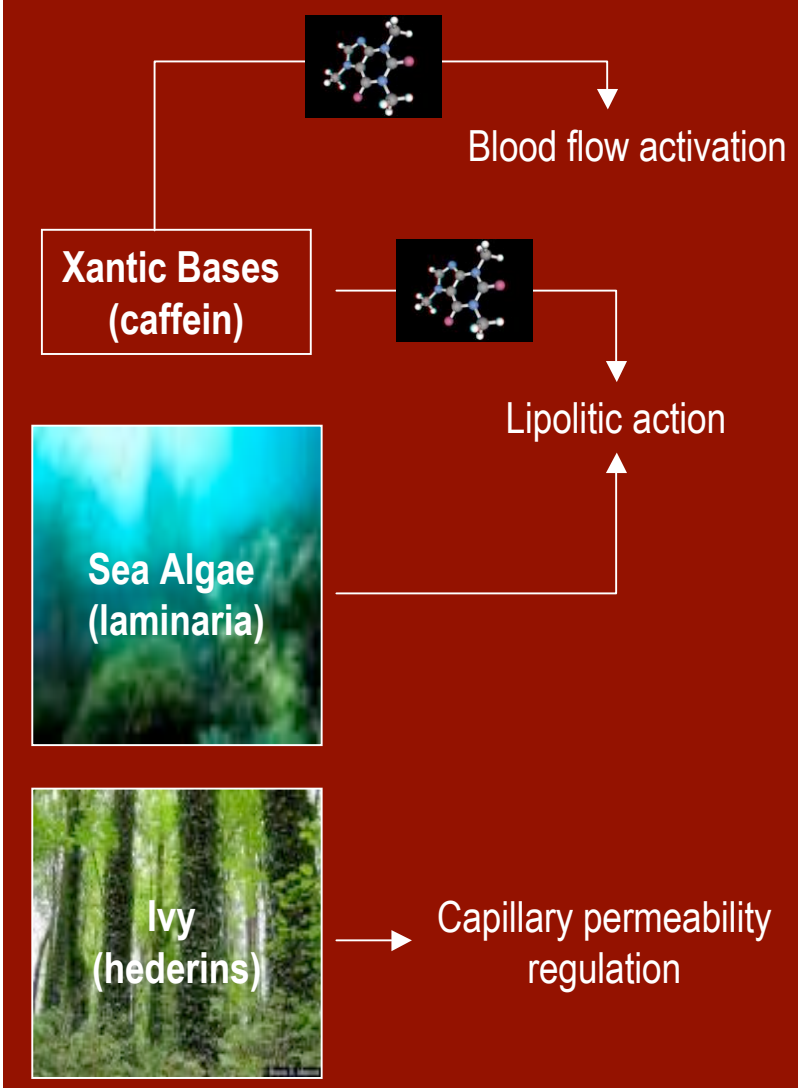 Blood flow activation
Xantic Bases
(caffein)
Lipolitic action
Sea Algae
(laminaria)
Ivy
(hederins)
Capillary permeability
regulation